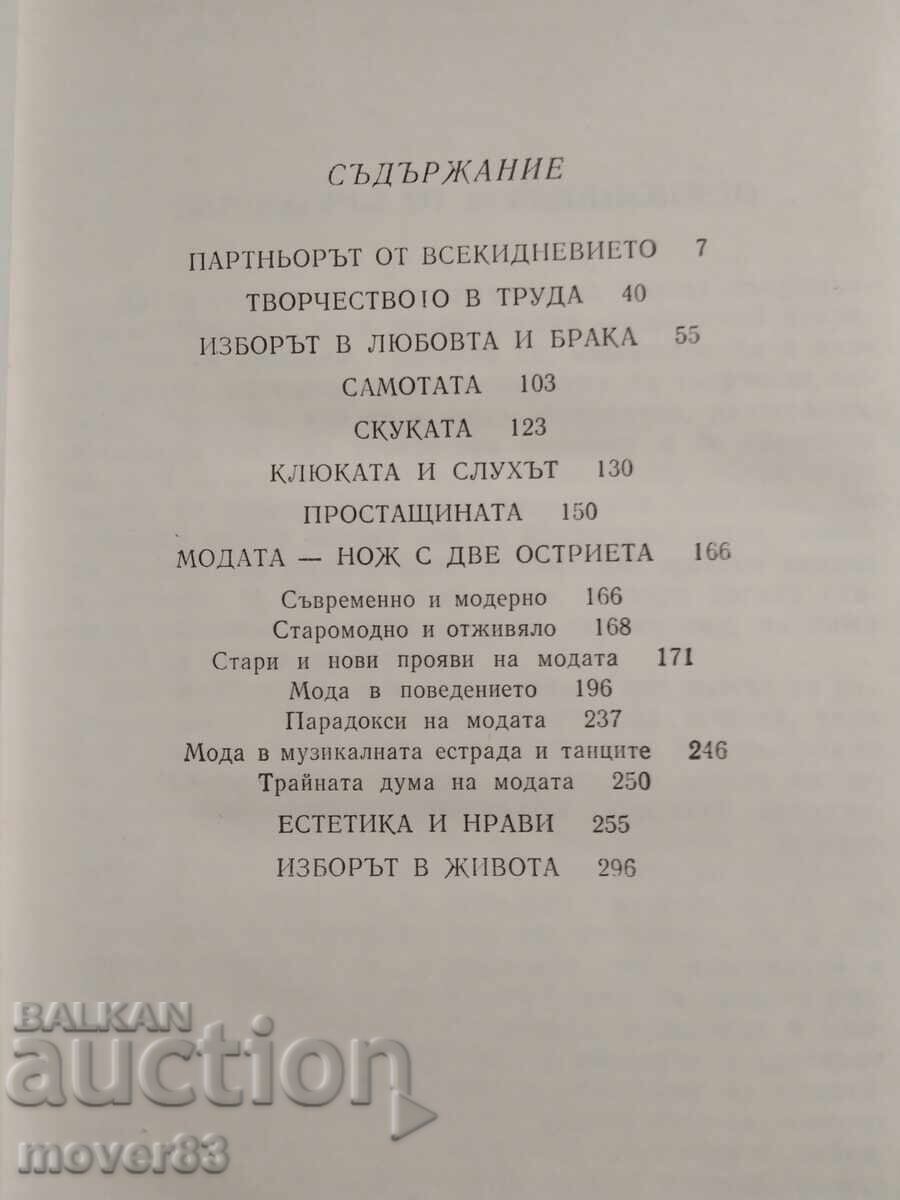 СЪДЪРЖАНИЕ
ПАРТНЬОРЪТ ОТ ВСЕКИДНЕВИЕТО 7
ТВОРЧЕСТВОТО В ТРУДА 40
ИЗБОРЪТ В ЛЮБОВТА И БРАКА 55
САМОТАТА 103
СКУКАТА 123
КЛЮКАТА И СЛУХЪТ 130
ПРОСТАЩИНАТА 150
МОДАТА — НОЖ С ДВЕ ОСТРИЕТА 166
Съвременно и модерно 166
Старомодно и отживяло 168
Стари и нови прояви на модата 171
Мода в поведението 196
Парадокси на модата 237
Мода в музикалната естрада и танците 246
Трайната дума на модата 250
ЕСТЕТИКА И НРАВИ 255
ИЗБОРЪТ В ЖИВОТА 296
BALKAN
auction
mover83